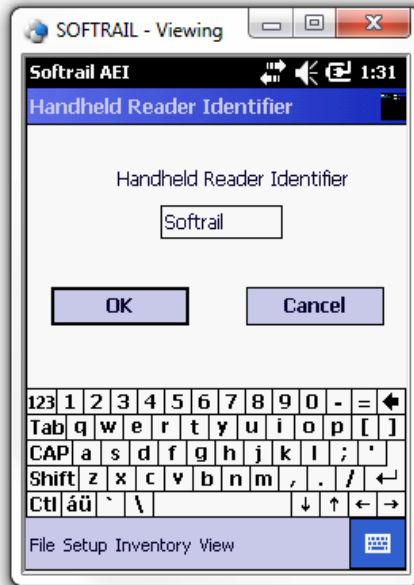 SOFTRAIL - Viewing
Softrail AEI 1:31
Handheld Reader Identifier
Handheld Reader Identifier
Softrail
OK Cancel
123 1 2 3 4 5 6 7 8 9 0 - =
Tab q w e r t y u i o p [ ]
CAP a s d f g h j k l ; '
Shift z x c v b n m , . /
Ctl áü ` \
File Setup Inventory View